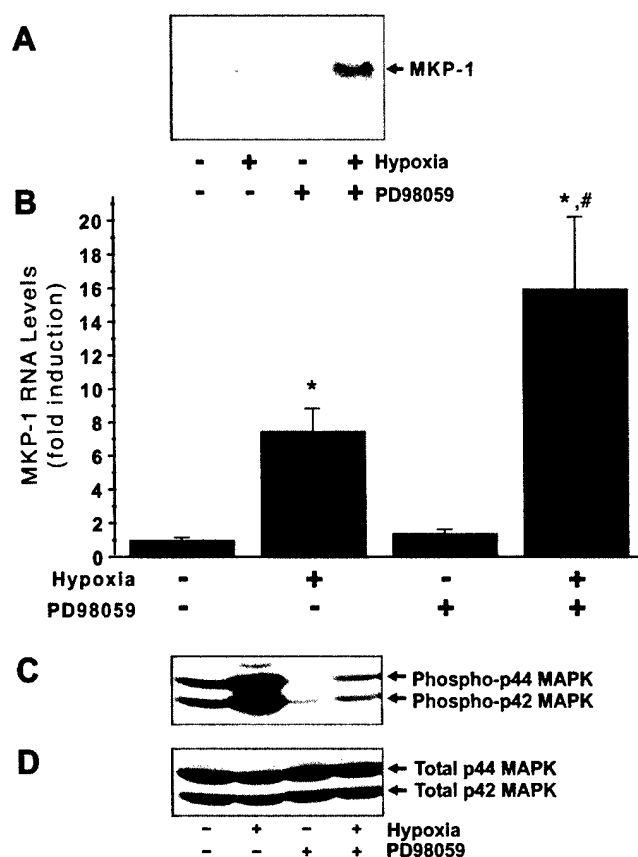 A
← MKP-1
- + - + Hypoxia
- - + + PD98059
B
*,#
*
MKP-1 RNA Levels
(fold induction)
20
18
16
14
12
10
8
6
4
2
0
Hypoxia - + - +
PD98059 - - + +
C
← Phospho-p44 MAPK
← Phospho-p42 MAPK
D
← Total p44 MAPK
← Total p42 MAPK
- + - + Hypoxia
- - + + PD98059